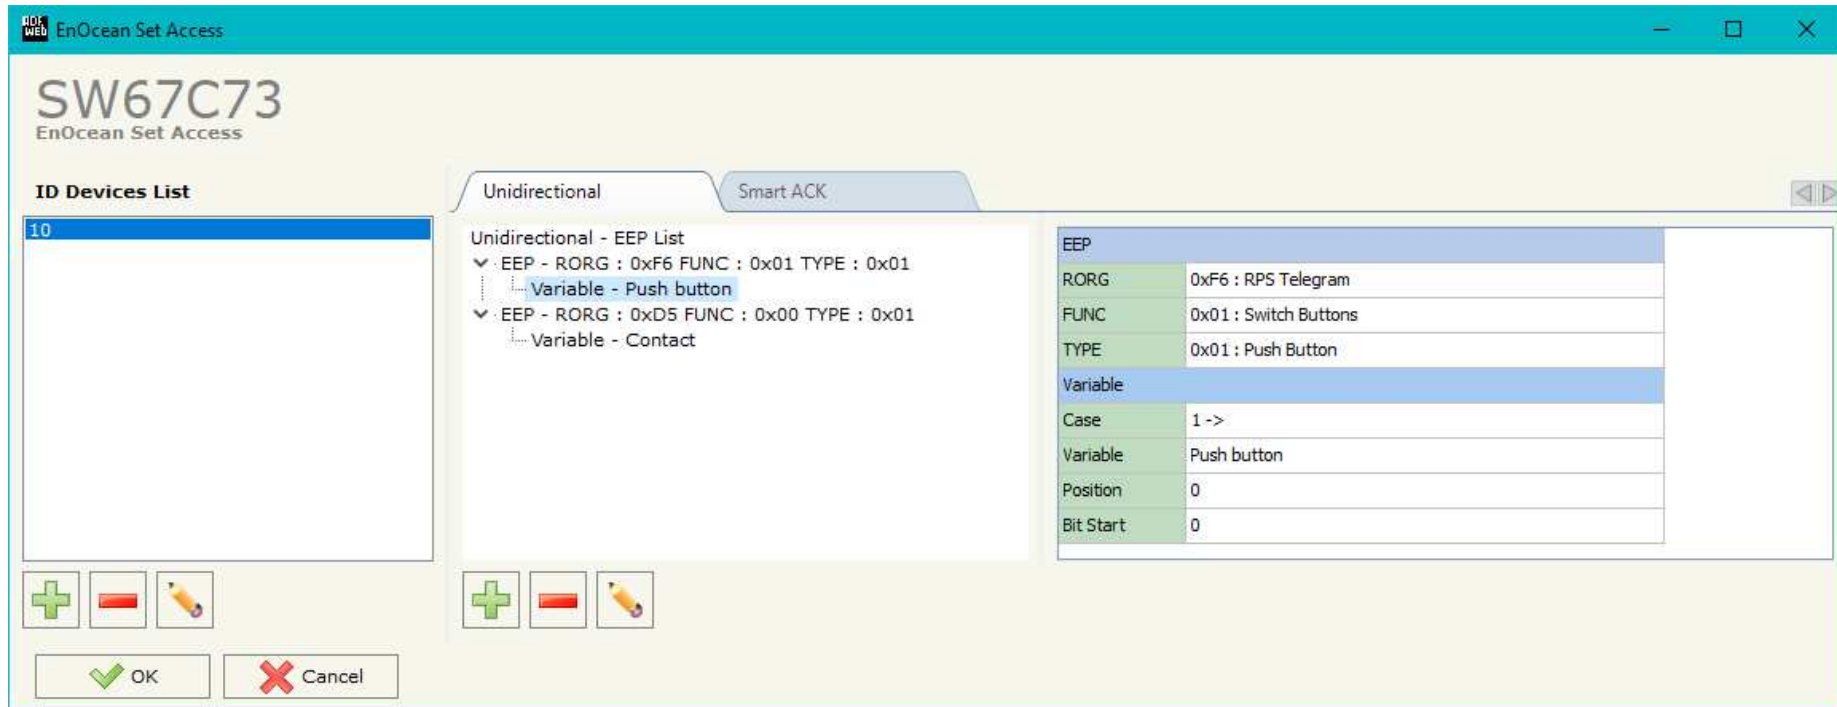 ADF
WEB
EnOcean Set Access
SW67C73
EnOcean Set Access
ID Devices List
10
Unidirectional
Smart ACK
Unidirectional - EEP List
EEP - RORG : 0xF6 FUNC : 0x01 TYPE : 0x01
Variable - Push button
EEP - RORG : 0xD5 FUNC : 0x00 TYPE : 0x01
Variable - Contact
EEP
RORG 0xF6 : RPS Telegram
FUNC 0x01 : Switch Buttons
TYPE 0x01 : Push Button
Variable
Case 1 ->
Variable Push button
Position 0
Bit Start 0
OK
Cancel